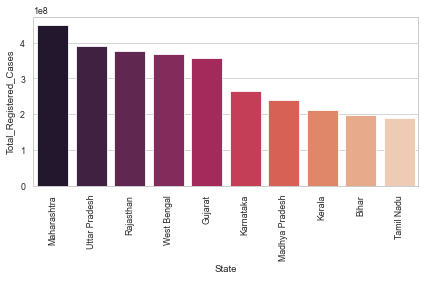 1e8
4
3
2
1
0
Total_Registered_Cases
Maharashtra
Uttar Pradesh
Rajasthan
West Bengal
Gujarat
Karnataka
Madhya Pradesh
Kerala
Bihar
Tamil Nadu
State